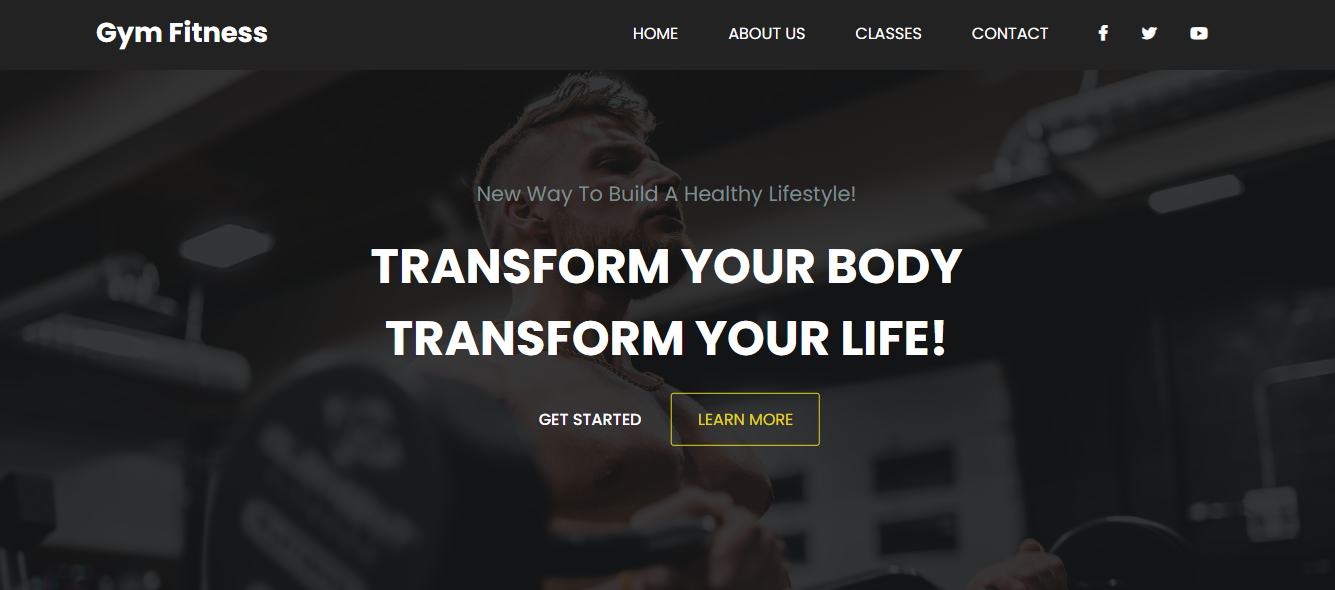 Gym Fitness
HOME ABOUT US CLASSES CONTACT
New Way To Build A Healthy Lifestyle!
TRANSFORM YOUR BODY
TRANSFORM YOUR LIFE!
GET STARTED LEARN MORE